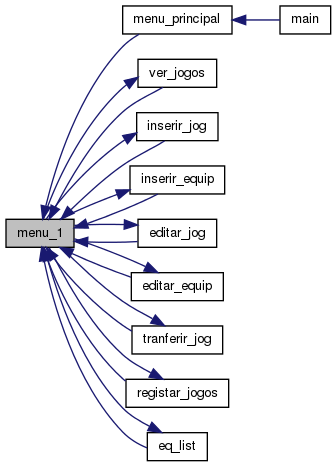 menu_principal
main
ver_jogos
inserir_jog
inserir_equip
menu_1
editar_jog
editar_equip
tranferir_jog
registar_jogos
eq_list